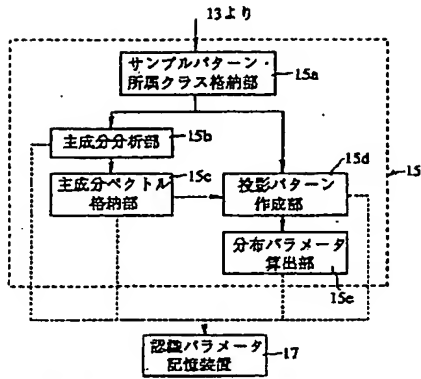 13より
サンプルパターン・
所属クラス格納部
15a
主成分分析部
15b
15c
15d
15
主成分ベクトル
格納部
投影パターン
作成部
分布パラメータ
算出部
15e
認識パラメータ
記憶装置
17